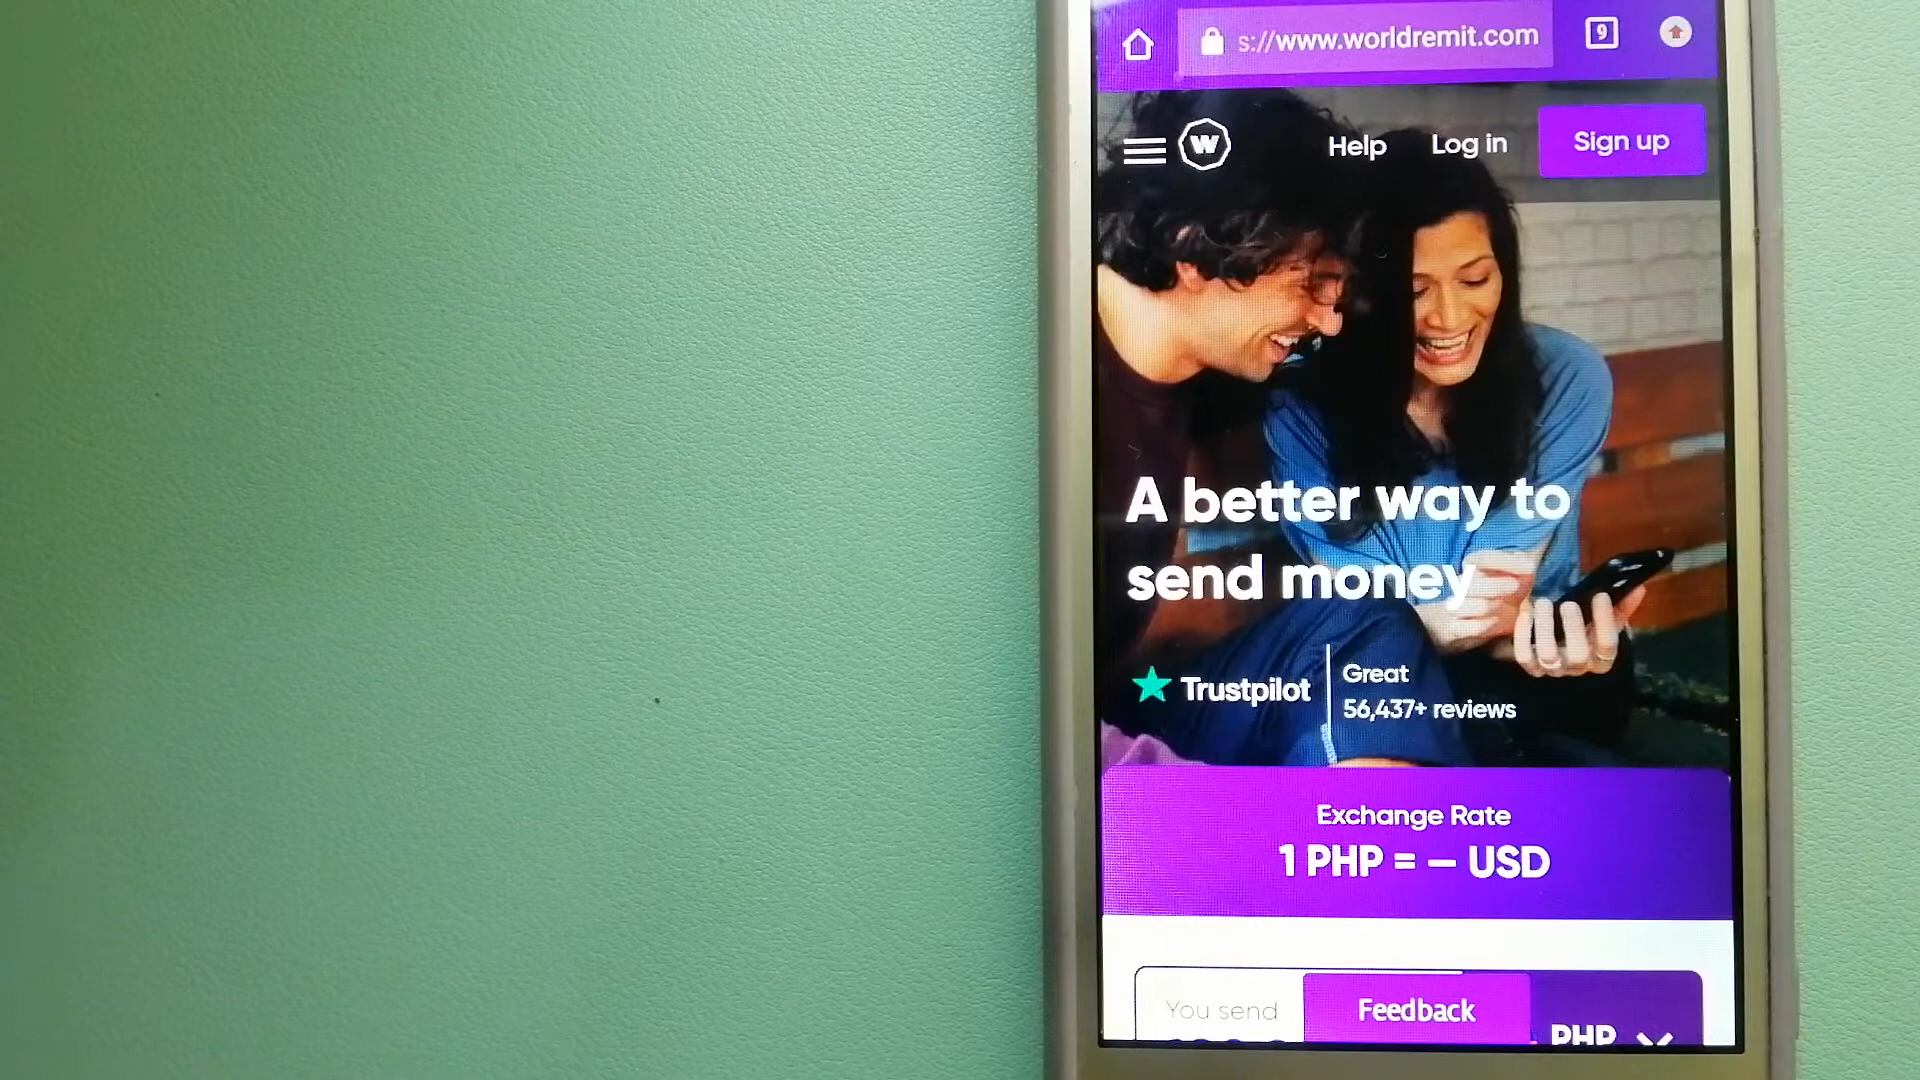 s://www.worldremit.com
9
W
Help
Log in
Sign up
A better way to
send money
Trustpilot
Great
56,437+ reviews
Exchange Rate
1 PHP = — USD
You send
Feedback
PHP